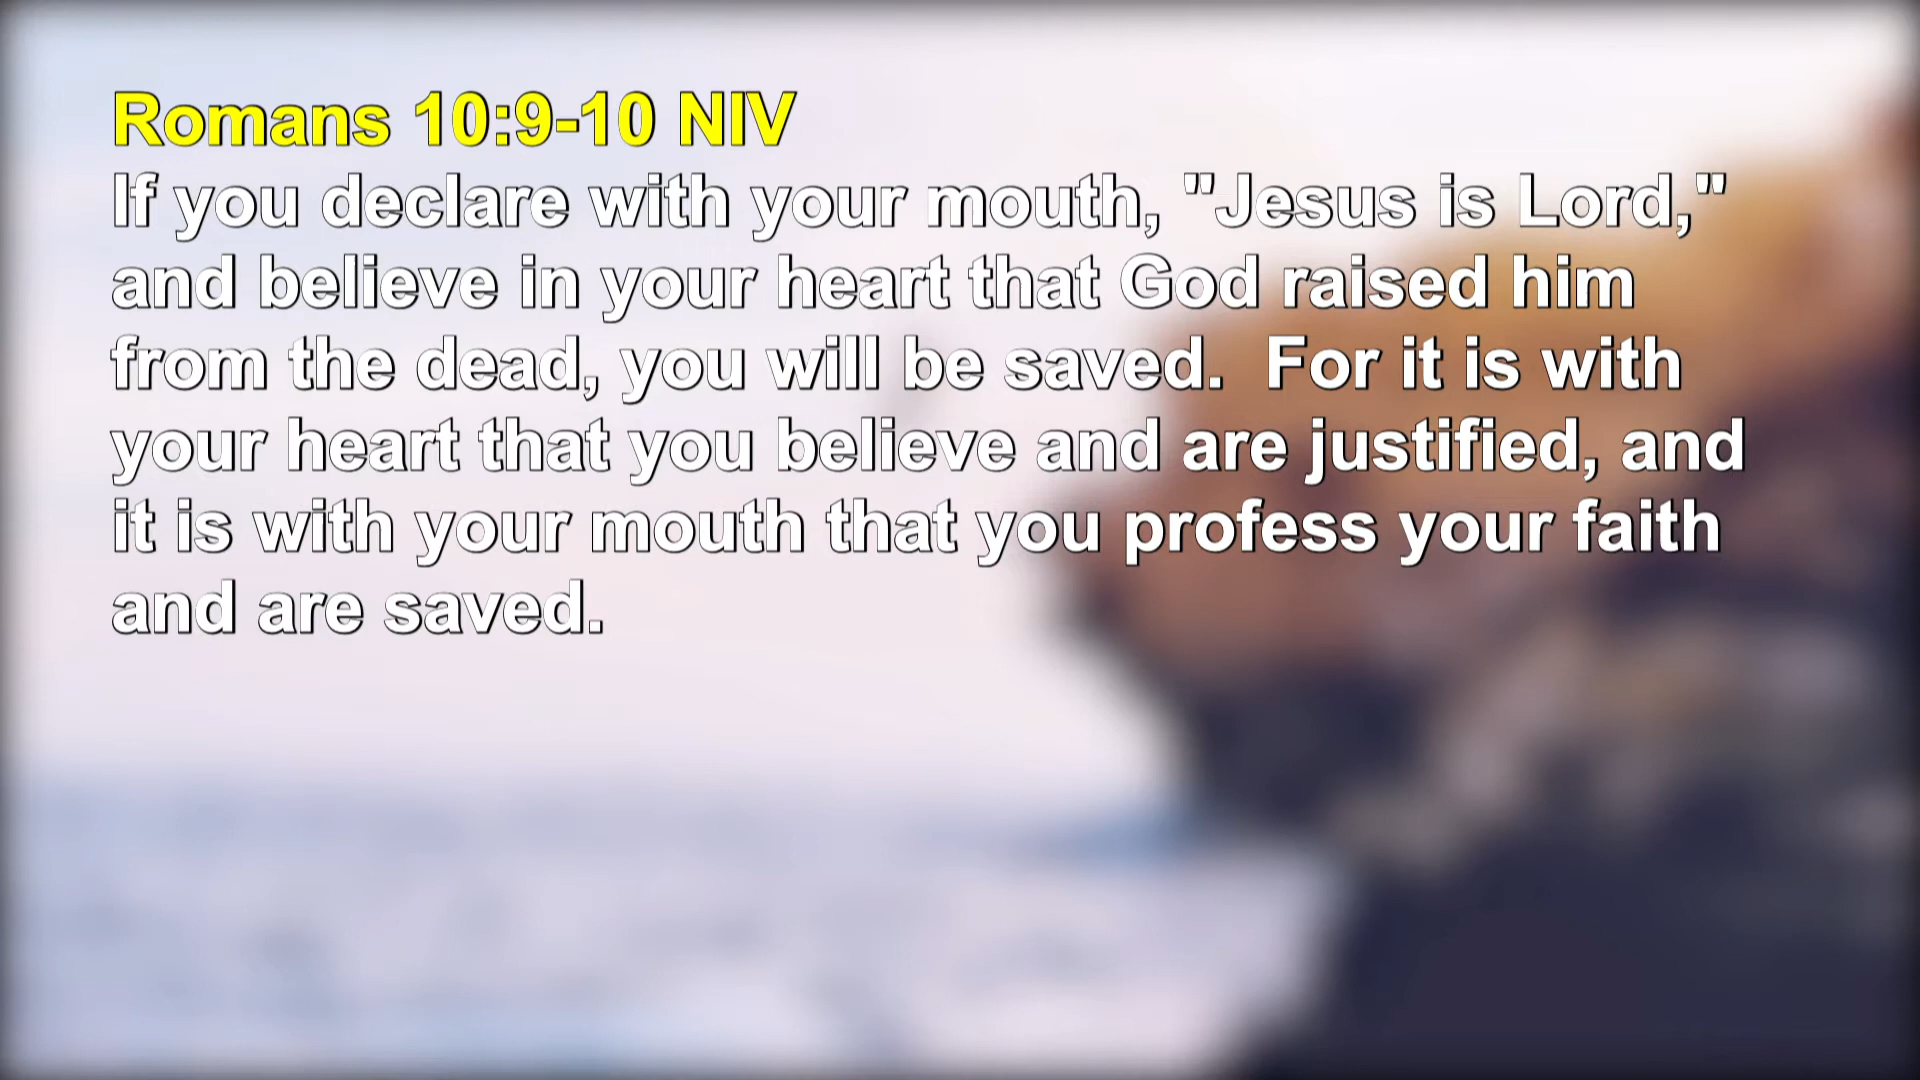 Romans 10:9-10 NIV
If you declare with your mouth, "Jesus is Lord,"
and believe in your heart that God raised him
from the dead, you will be saved.  For it is with
your heart that you believe and are justified, and
it is with your mouth that you profess your faith
and are saved.